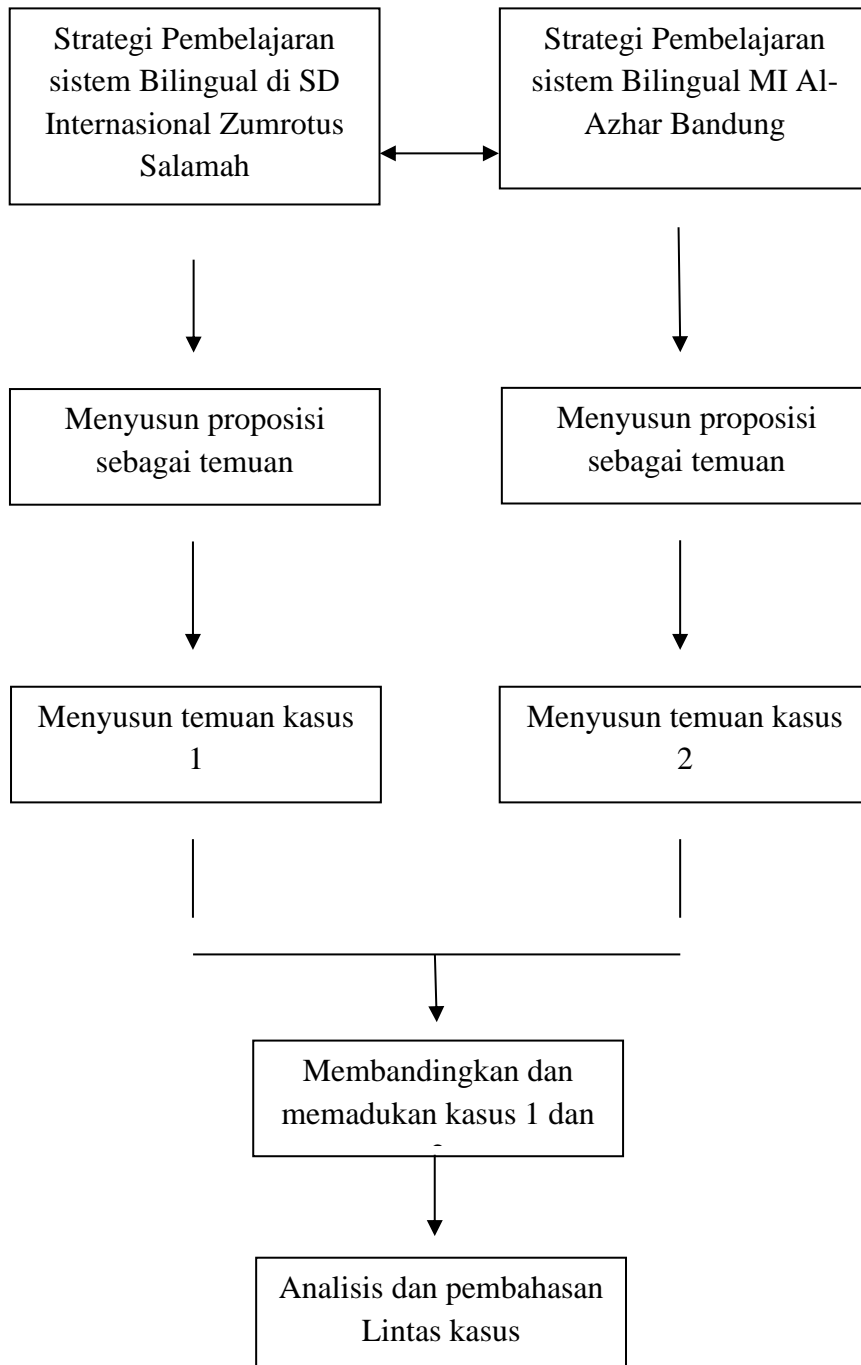 Strategi Pembelajaran
sistem Bilingual di SD
Internasional Zumrotus
Salamah
Strategi Pembelajaran
sistem Bilingual MI Al-
Azhar Bandung
Menyusun proposisi
sebagai temuan
Menyusun proposisi
sebagai temuan
Menyusun temuan kasus
1
Menyusun temuan kasus
2
Membandingkan dan
memadukan kasus 1 dan
Analisis dan pembahasan
Lintas kasus